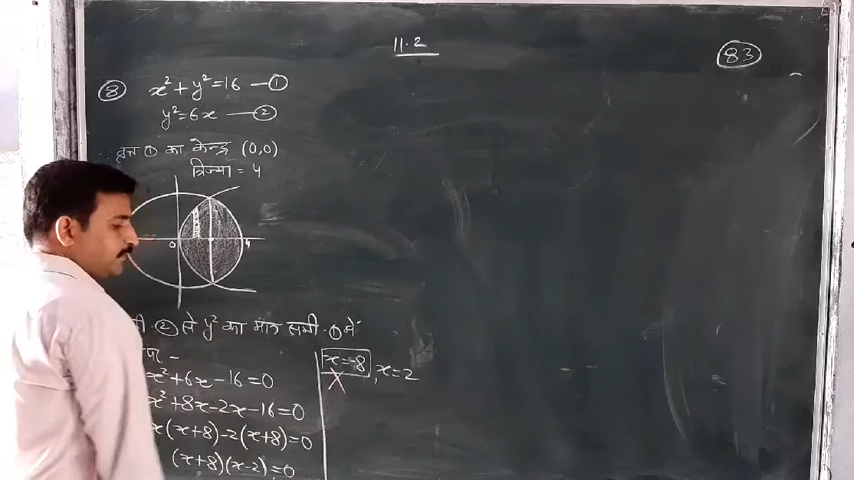 11.2
83
8 x²+y²=16 —①
y²=6x —②
वृत्त ① का केन्द्र (0,0)
त्रिज्या = 4
0 4
② से y² का मान समी. ① में
x²+6x-16=0
x²+8x-2x-16=0
x(x+8)-2(x+8)=0
(x+8)(x-2)=0
x=-8, x=2
X